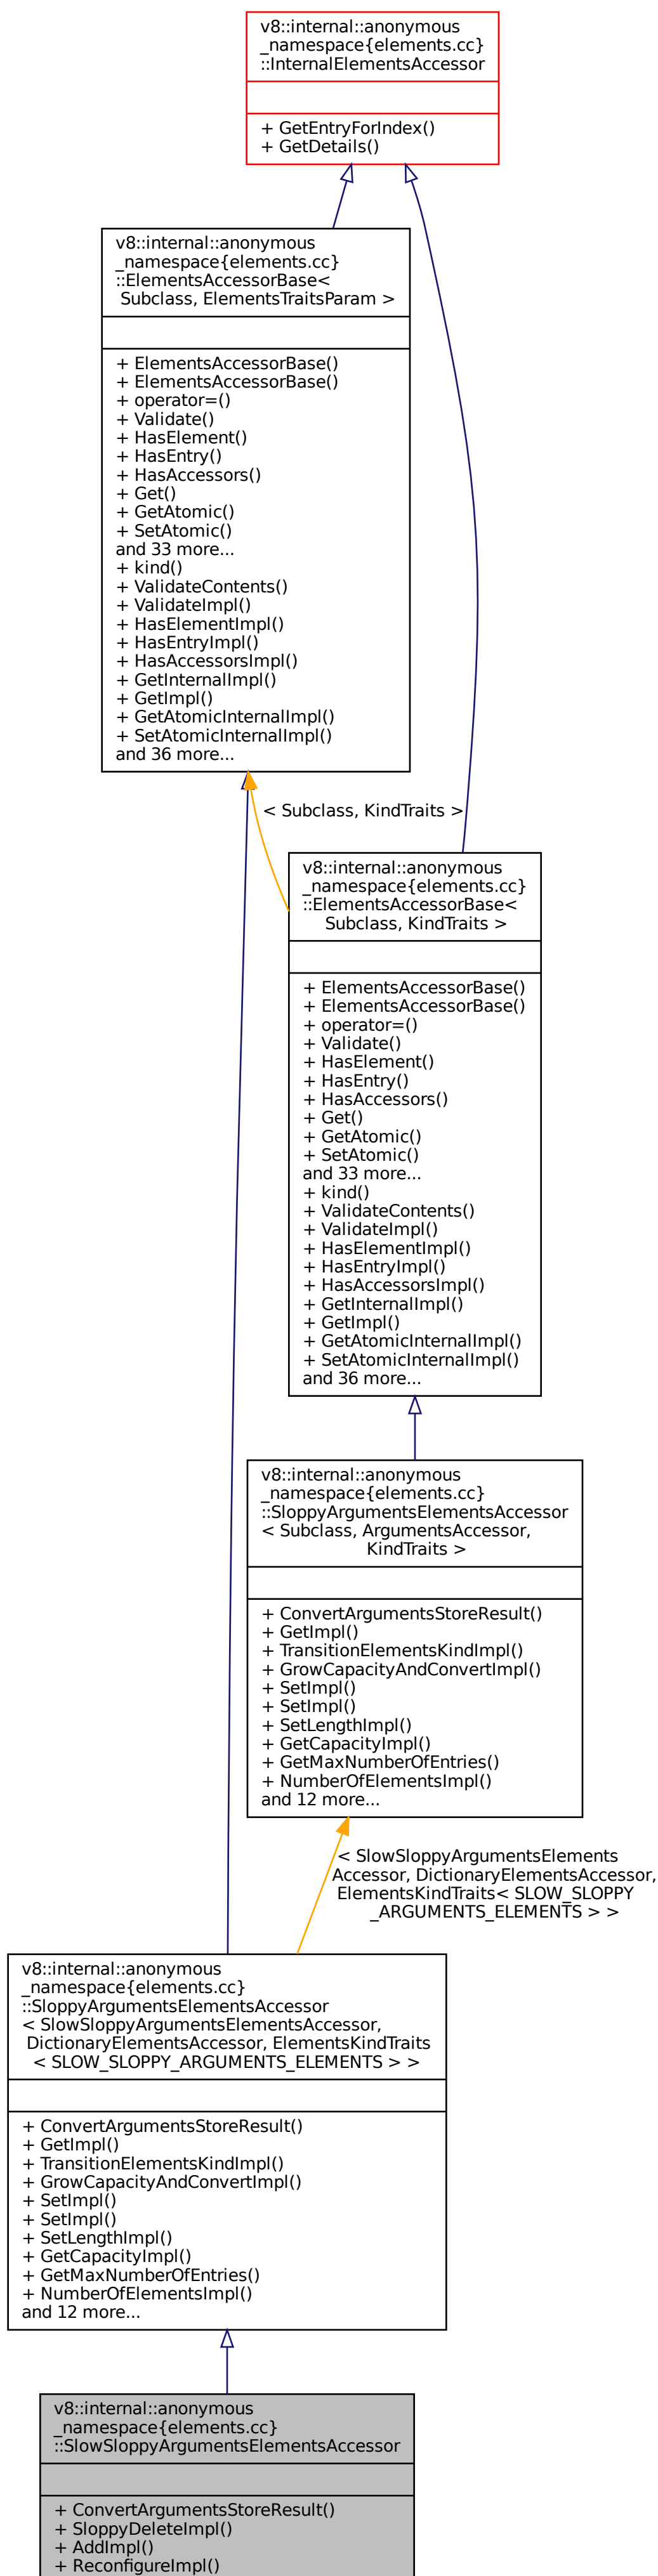 v8::internal::anonymous
_namespace{elements.cc}
::InternalElementsAccessor
+ GetEntryForIndex()
+ GetDetails()
v8::internal::anonymous
_namespace{elements.cc}
::ElementsAccessorBase<
Subclass, ElementsTraitsParam >
+ ElementsAccessorBase()
+ ElementsAccessorBase()
+ operator=()
+ Validate()
+ HasElement()
+ HasEntry()
+ HasAccessors()
+ Get()
+ GetAtomic()
+ SetAtomic()
and 33 more...
+ kind()
+ ValidateContents()
+ ValidateImpl()
+ HasElementImpl()
+ HasEntryImpl()
+ HasAccessorsImpl()
+ GetInternalImpl()
+ GetImpl()
+ GetAtomicInternalImpl()
+ SetAtomicInternalImpl()
and 36 more...
< Subclass, KindTraits >
v8::internal::anonymous
_namespace{elements.cc}
::ElementsAccessorBase<
Subclass, KindTraits >
+ ElementsAccessorBase()
+ ElementsAccessorBase()
+ operator=()
+ Validate()
+ HasElement()
+ HasEntry()
+ HasAccessors()
+ Get()
+ GetAtomic()
+ SetAtomic()
and 33 more...
+ kind()
+ ValidateContents()
+ ValidateImpl()
+ HasElementImpl()
+ HasEntryImpl()
+ HasAccessorsImpl()
+ GetInternalImpl()
+ GetImpl()
+ GetAtomicInternalImpl()
+ SetAtomicInternalImpl()
and 36 more...
v8::internal::anonymous
_namespace{elements.cc}
::SloppyArgumentsElementsAccessor
< Subclass, ArgumentsAccessor,
KindTraits >
+ ConvertArgumentsStoreResult()
+ GetImpl()
+ TransitionElementsKindImpl()
+ GrowCapacityAndConvertImpl()
+ SetImpl()
+ SetImpl()
+ SetLengthImpl()
+ GetCapacityImpl()
+ GetMaxNumberOfEntries()
+ NumberOfElementsImpl()
and 12 more...
< SlowSloppyArgumentsElements
Accessor, DictionaryElementsAccessor,
ElementsKindTraits< SLOW_SLOPPY
_ARGUMENTS_ELEMENTS > >
v8::internal::anonymous
_namespace{elements.cc}
::SloppyArgumentsElementsAccessor
< SlowSloppyArgumentsElementsAccessor,
DictionaryElementsAccessor, ElementsKindTraits
< SLOW_SLOPPY_ARGUMENTS_ELEMENTS > >
+ ConvertArgumentsStoreResult()
+ GetImpl()
+ TransitionElementsKindImpl()
+ GrowCapacityAndConvertImpl()
+ SetImpl()
+ SetImpl()
+ SetLengthImpl()
+ GetCapacityImpl()
+ GetMaxNumberOfEntries()
+ NumberOfElementsImpl()
and 12 more...
v8::internal::anonymous
_namespace{elements.cc}
::SlowSloppyArgumentsElementsAccessor
+ ConvertArgumentsStoreResult()
+ SloppyDeleteImpl()
+ AddImpl()
+ ReconfigureImpl()